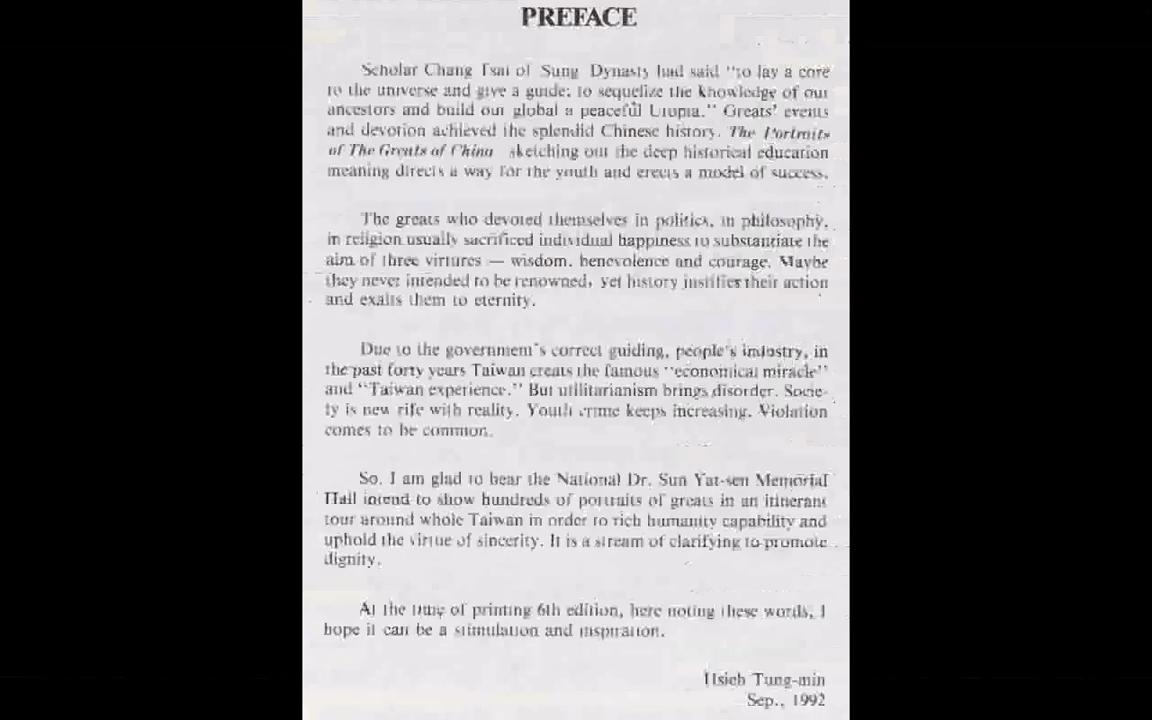 PREFACE
Scholar Chang Tsai of Sung Dynasty had said "to lay a core
to the universe and give a guide; to sequelize the knowledge of our
ancestors and build our global a peaceful Utopia." Greats' events
and devotion achieved the splendid Chinese history. The Portraits
of The Greats of China sketching out the deep historical education
meaning directs a way for the youth and erects a model of success.
The greats who devoted themselves in politics, in philosophy,
in religion usually sacrificed individual happiness to substantiate the
aim of three virtures — wisdom, benevolence and courage. Maybe
they never intended to be renowned, yet history justifies their action
and exalts them to eternity.
Due to the government's correct guiding, people's industry, in
the past forty years Taiwan creats the famous "economical miracle"
and "Taiwan experience." But utilitarianism brings disorder. Socie-
ty is new rife with reality. Youth crime keeps increasing. Violation
comes to be common.
So, I am glad to hear the National Dr. Sun Yat-sen Memorial
Hall intend to show hundreds of portraits of greats in an itinerant
tour around whole Taiwan in order to rich humanity capability and
uphold the virtue of sincerity. It is a stream of clarifying to promote
dignity.
At the time of printing 6th edition, here noting these words, I
hope it can be a stimulation and inspiration.
Hsieh Tung-min
Sep., 1992